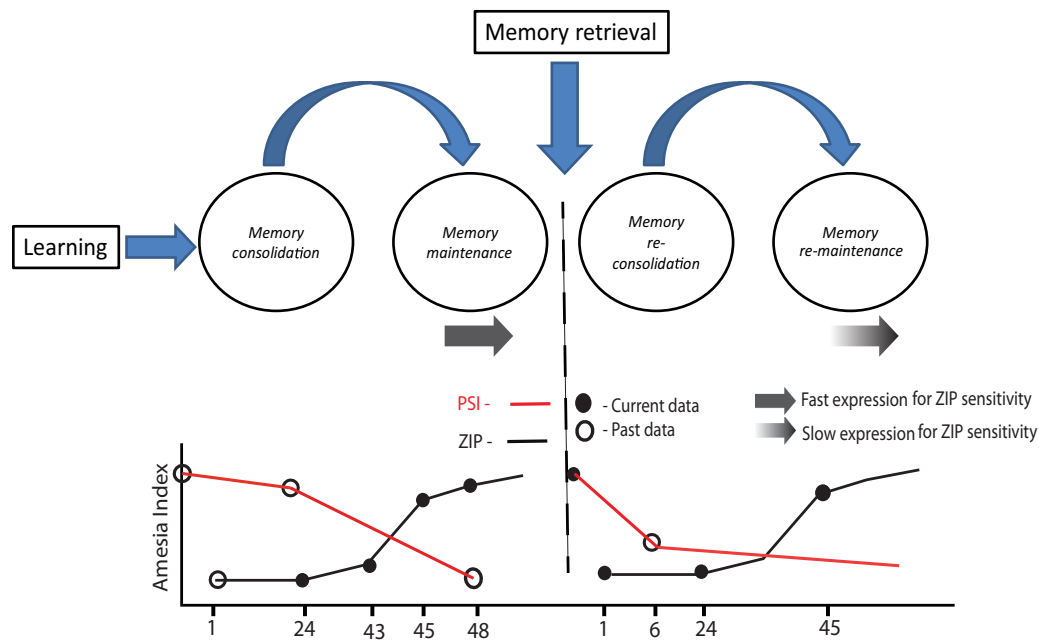 Memory retrieval
Learning
Memory
consolidation
Memory
maintenance
Memory
re-
consolidation
Memory
re-maintenance
PSI -
ZIP -
- Current data
- Past data
Fast expression for ZIP sensitivity
Slow expression for ZIP sensitivity
Amesia Index
1 24 43 45 48
1 6 24 45